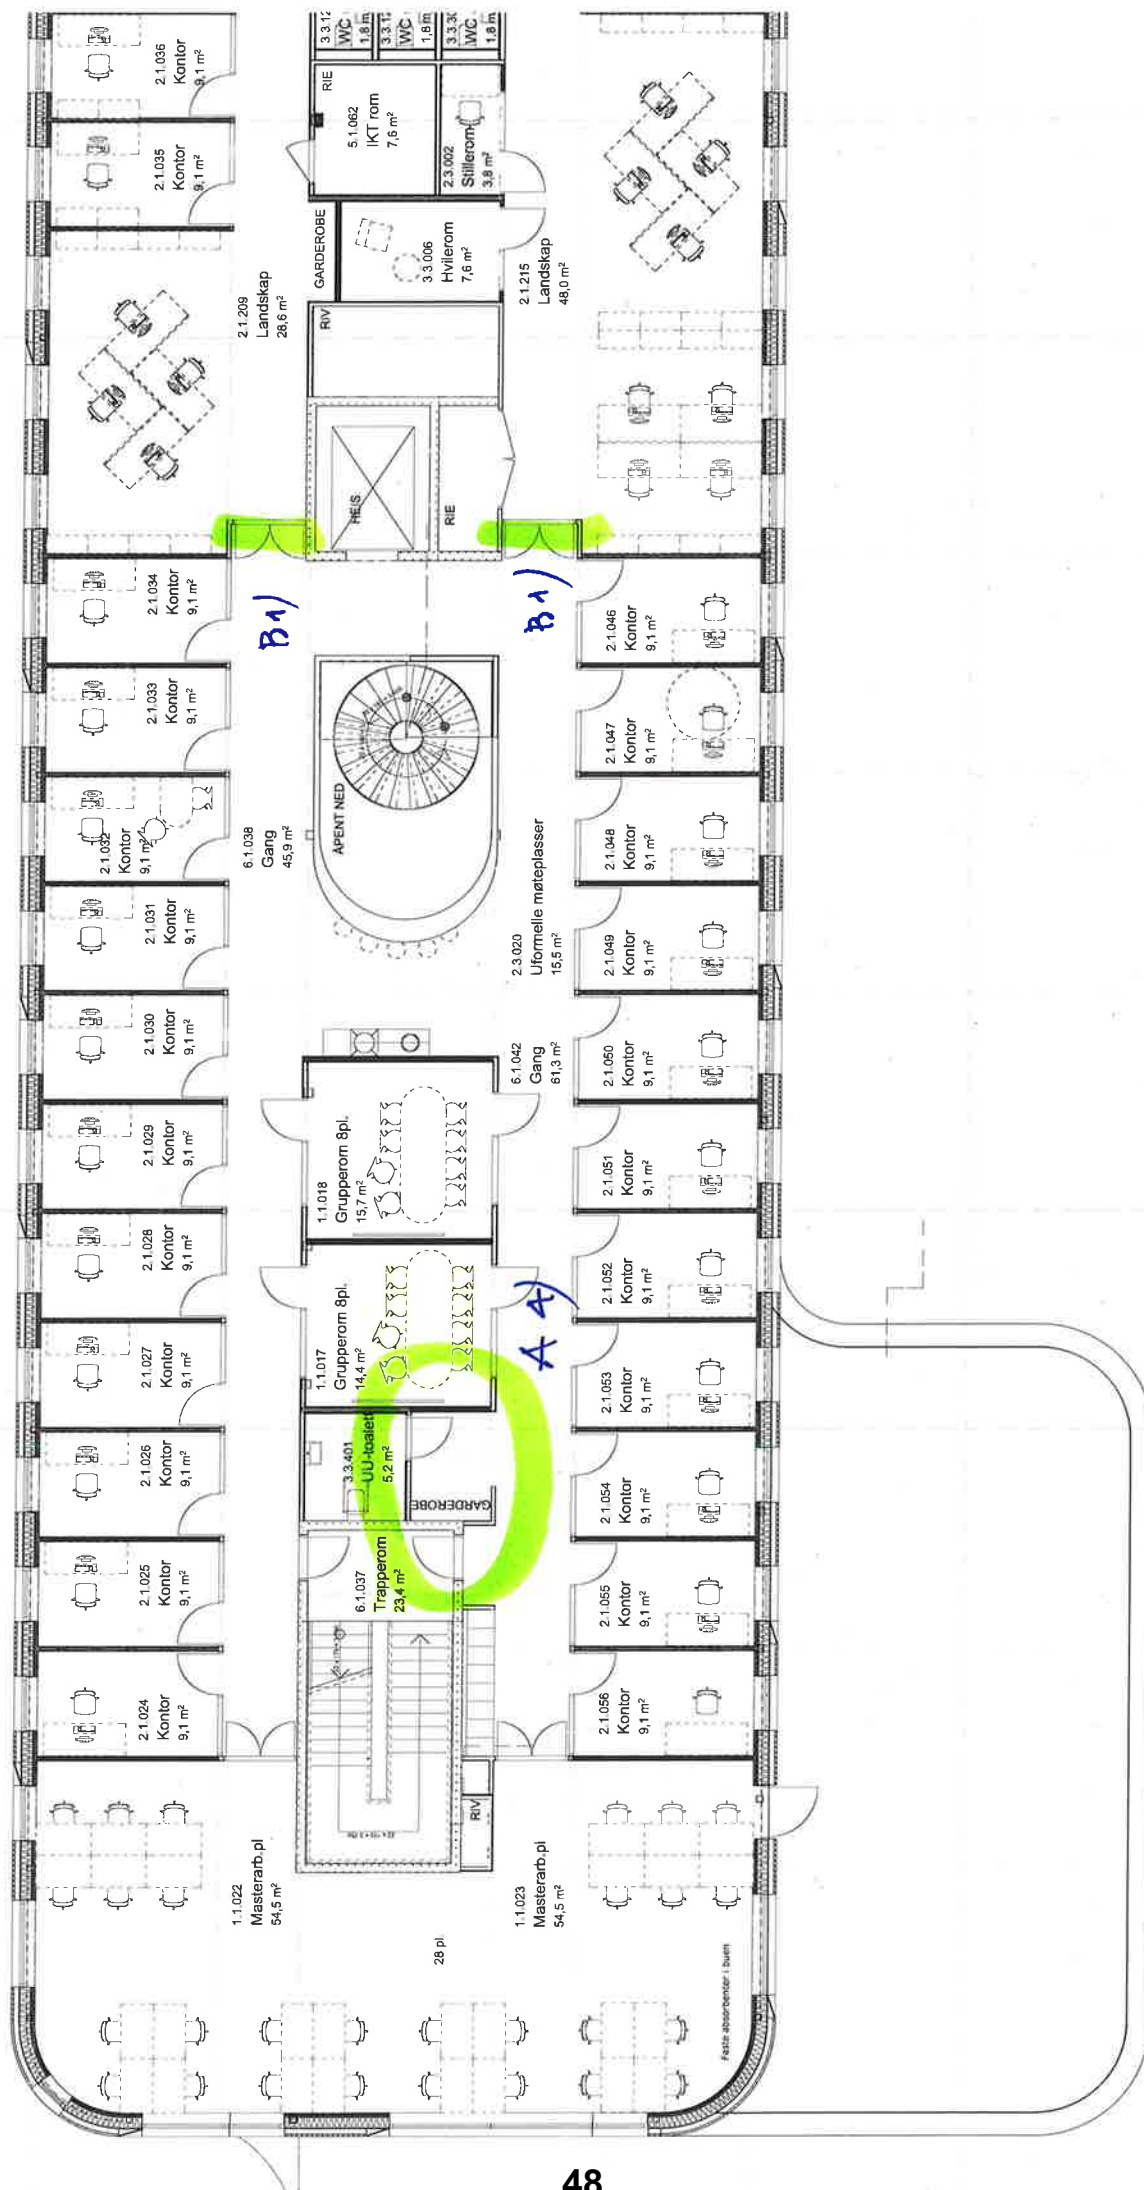 2.1.036
Kontor
9,1 m²
2.1.035
Kontor
9,1 m²
3.3.12
WC
1,8 m
3.3.12
WC
1,8 m
3.3.30
WC
1,8 m
RIE
5.1.062
IKT rom
7,6 m²
2.3.002
Stillerom
3,8 m²
GARDEROBE
3.3.006
Hvilerom
7,6 m²
2.1.209
Landskap
28,6 m²
2.1.215
Landskap
48,0 m²
RIV
HEIS
RIE
B1)
B1)
2.1.034
Kontor
9,1 m²
2.1.033
Kontor
9,1 m²
2.1.032
Kontor
9,1 m²
2.1.031
Kontor
9,1 m²
2.1.030
Kontor
9,1 m²
2.1.029
Kontor
9,1 m²
2.1.028
Kontor
9,1 m²
2.1.027
Kontor
9,1 m²
2.1.026
Kontor
9,1 m²
2.1.025
Kontor
9,1 m²
2.1.024
Kontor
9,1 m²
6.1.038
Gang
45,9 m²
ÅPENT NED
2.3.020
Uformelle møteplasser
15,5 m²
6.1.042
Gang
61,3 m²
1.1.018
Grupperom 8pl.
15,7 m²
1.1.017
Grupperom 8pl.
14,4 m²
A 4)
3.3.401
UU-toalett
5,2 m²
GARDEROBE
6.1.037
Trapperom
23,4 m²
2.1.046
Kontor
9,1 m²
2.1.047
Kontor
9,1 m²
2.1.048
Kontor
9,1 m²
2.1.049
Kontor
9,1 m²
2.1.050
Kontor
9,1 m²
2.1.051
Kontor
9,1 m²
2.1.052
Kontor
9,1 m²
2.1.053
Kontor
9,1 m²
2.1.054
Kontor
9,1 m²
2.1.055
Kontor
9,1 m²
2.1.056
Kontor
9,1 m²
RIV
1.1.022
Masterarb.pl
54,5 m²
1.1.023
Masterarb.pl
54,5 m²
28 pl.
Faste absorbenter i buen
48